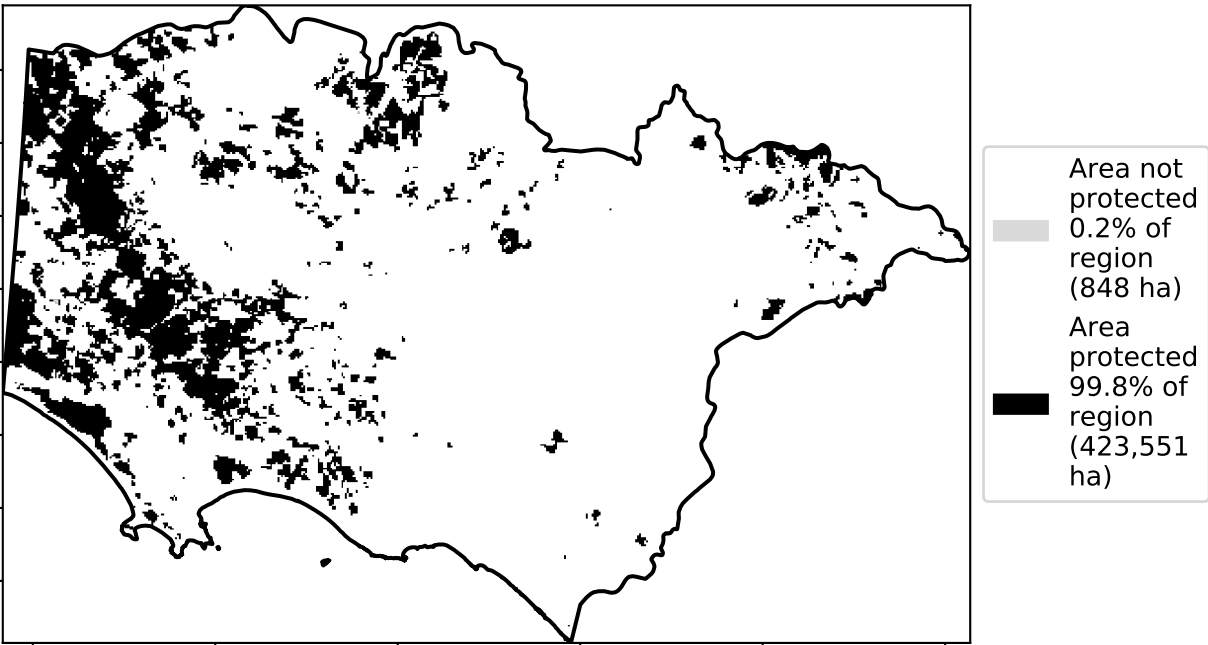 Area not
protected
0.2% of
region
(848 ha)
Area
protected
99.8% of
region
(423,551
ha)